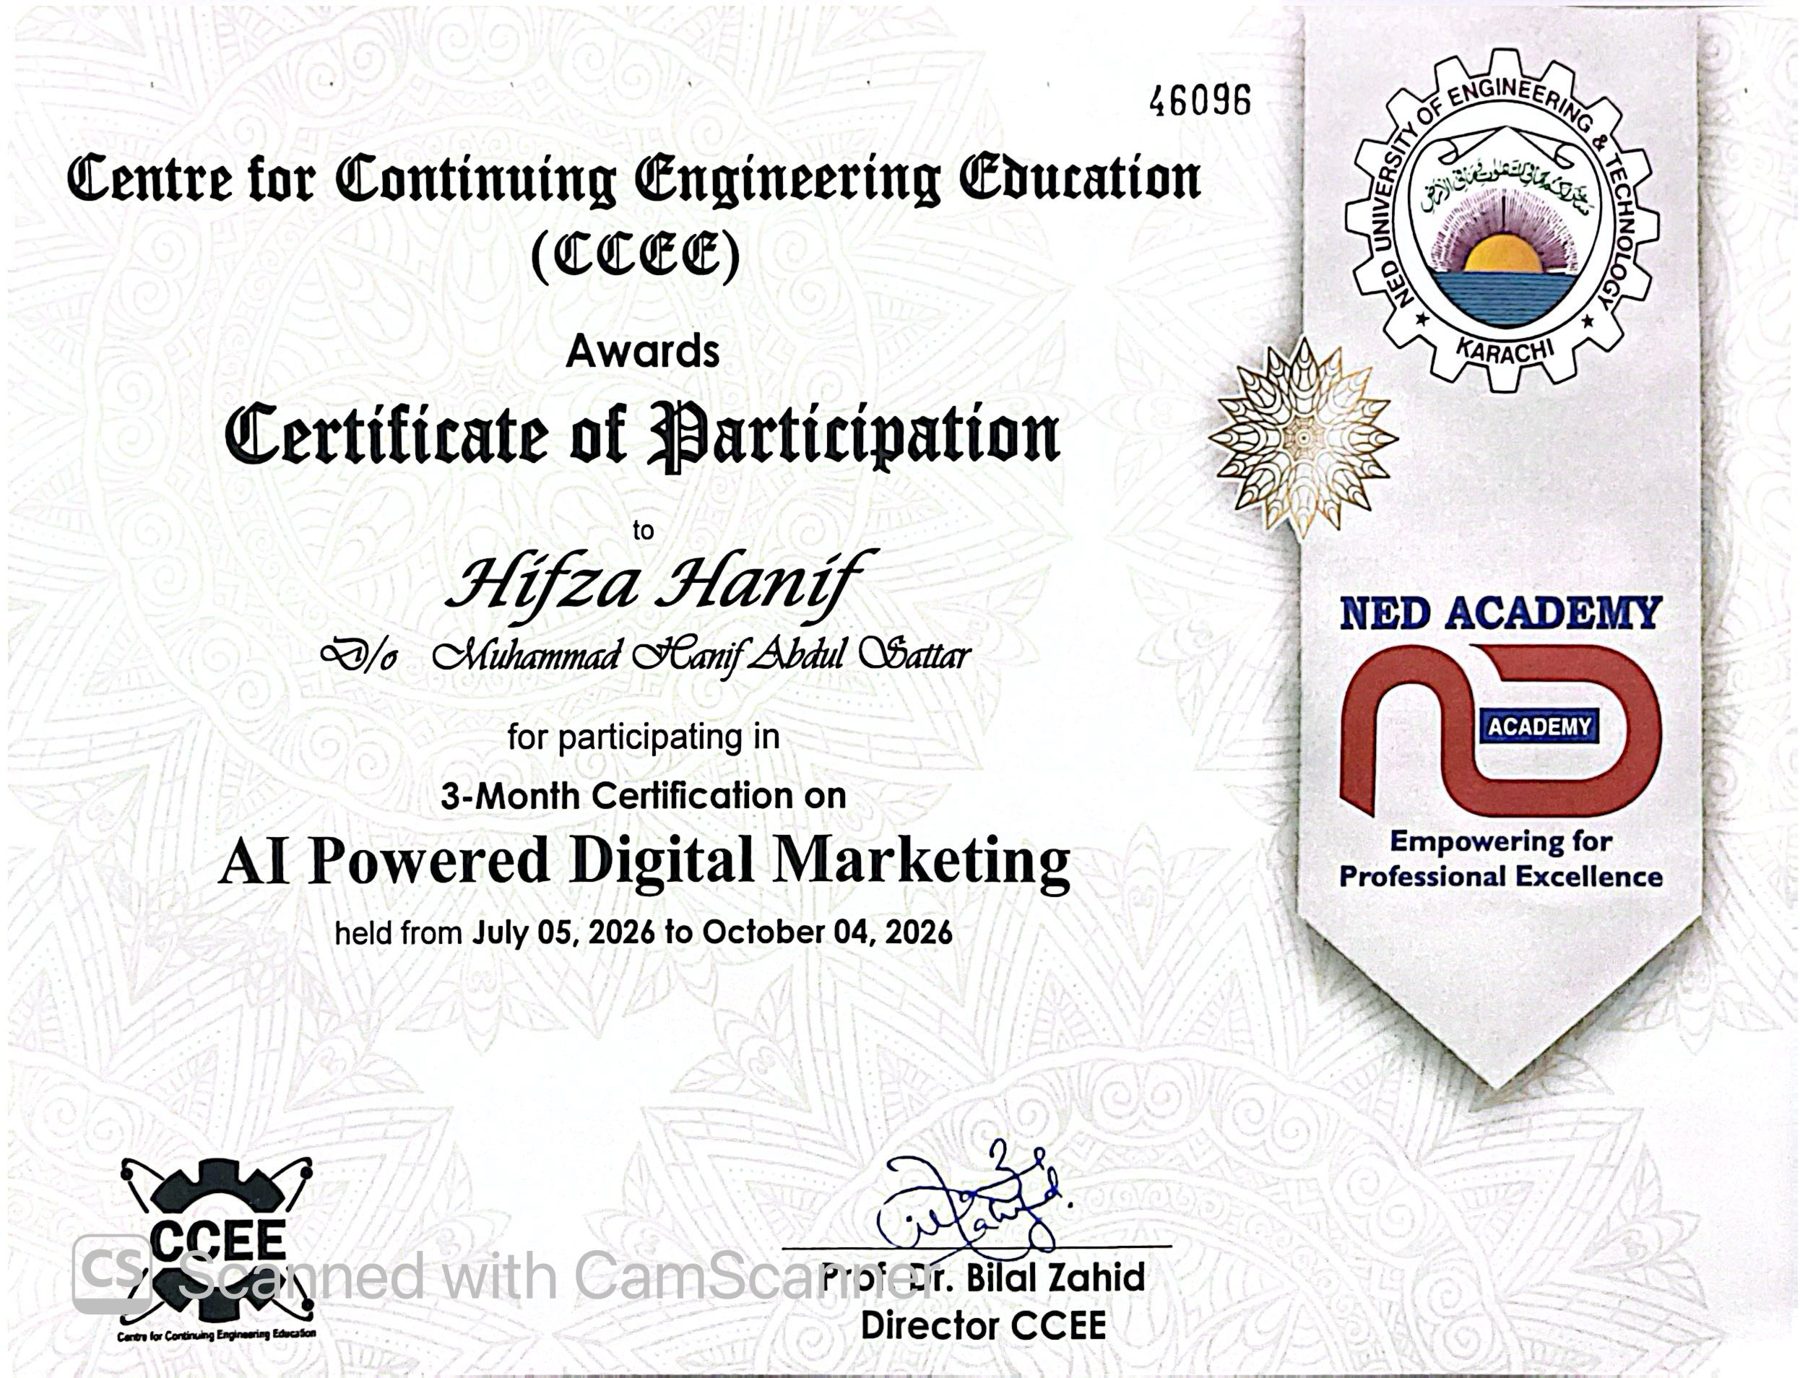 46096
Centre for Continuing Engineering Education
(CCEE)
Awards
Certificate of Participation
to
Hifza Hanif
D/o Muhammad Hanif Abdul Sattar
for participating in
3-Month Certification on
AI Powered Digital Marketing
held from July 05, 2026 to October 04, 2026
NED UNIVERSITY OF ENGINEERING & TECHNOLOGY
KARACHI
NED ACADEMY
ACADEMY
Empowering for
Professional Excellence
CCEE
Centre for Continuing Engineering Education
Prof. Dr. Bilal Zahid
Director CCEE
CS Scanned with CamScanner